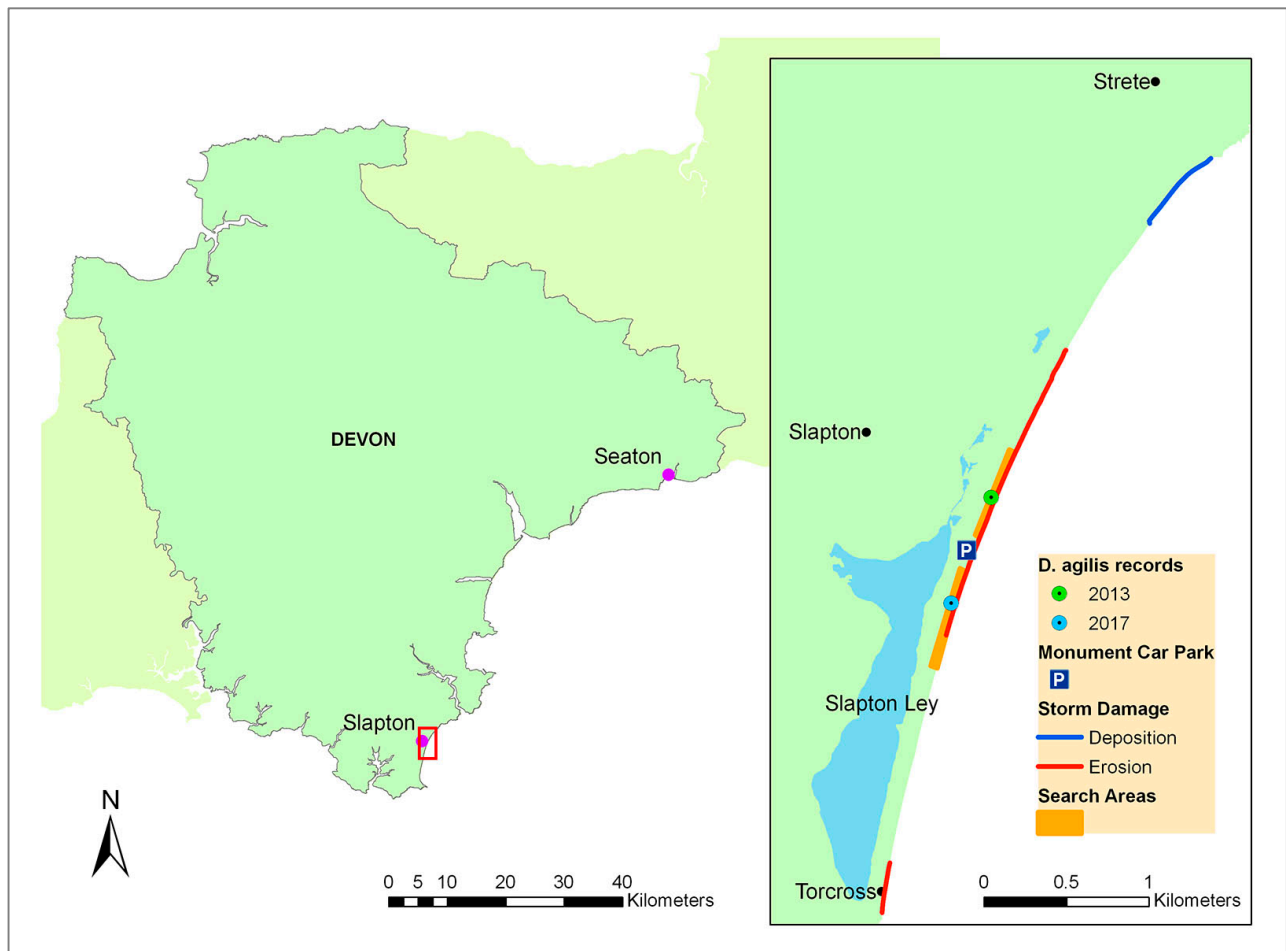 DEVON
Seaton
Slapton
N
0 5 10 20 30 40
Kilometers
Strete
Slapton
P
Slapton Ley
Torcross
D. agilis records
2013
2017
Monument Car Park
P
Storm Damage
Deposition
Erosion
Search Areas
0 0.5 1
Kilometers